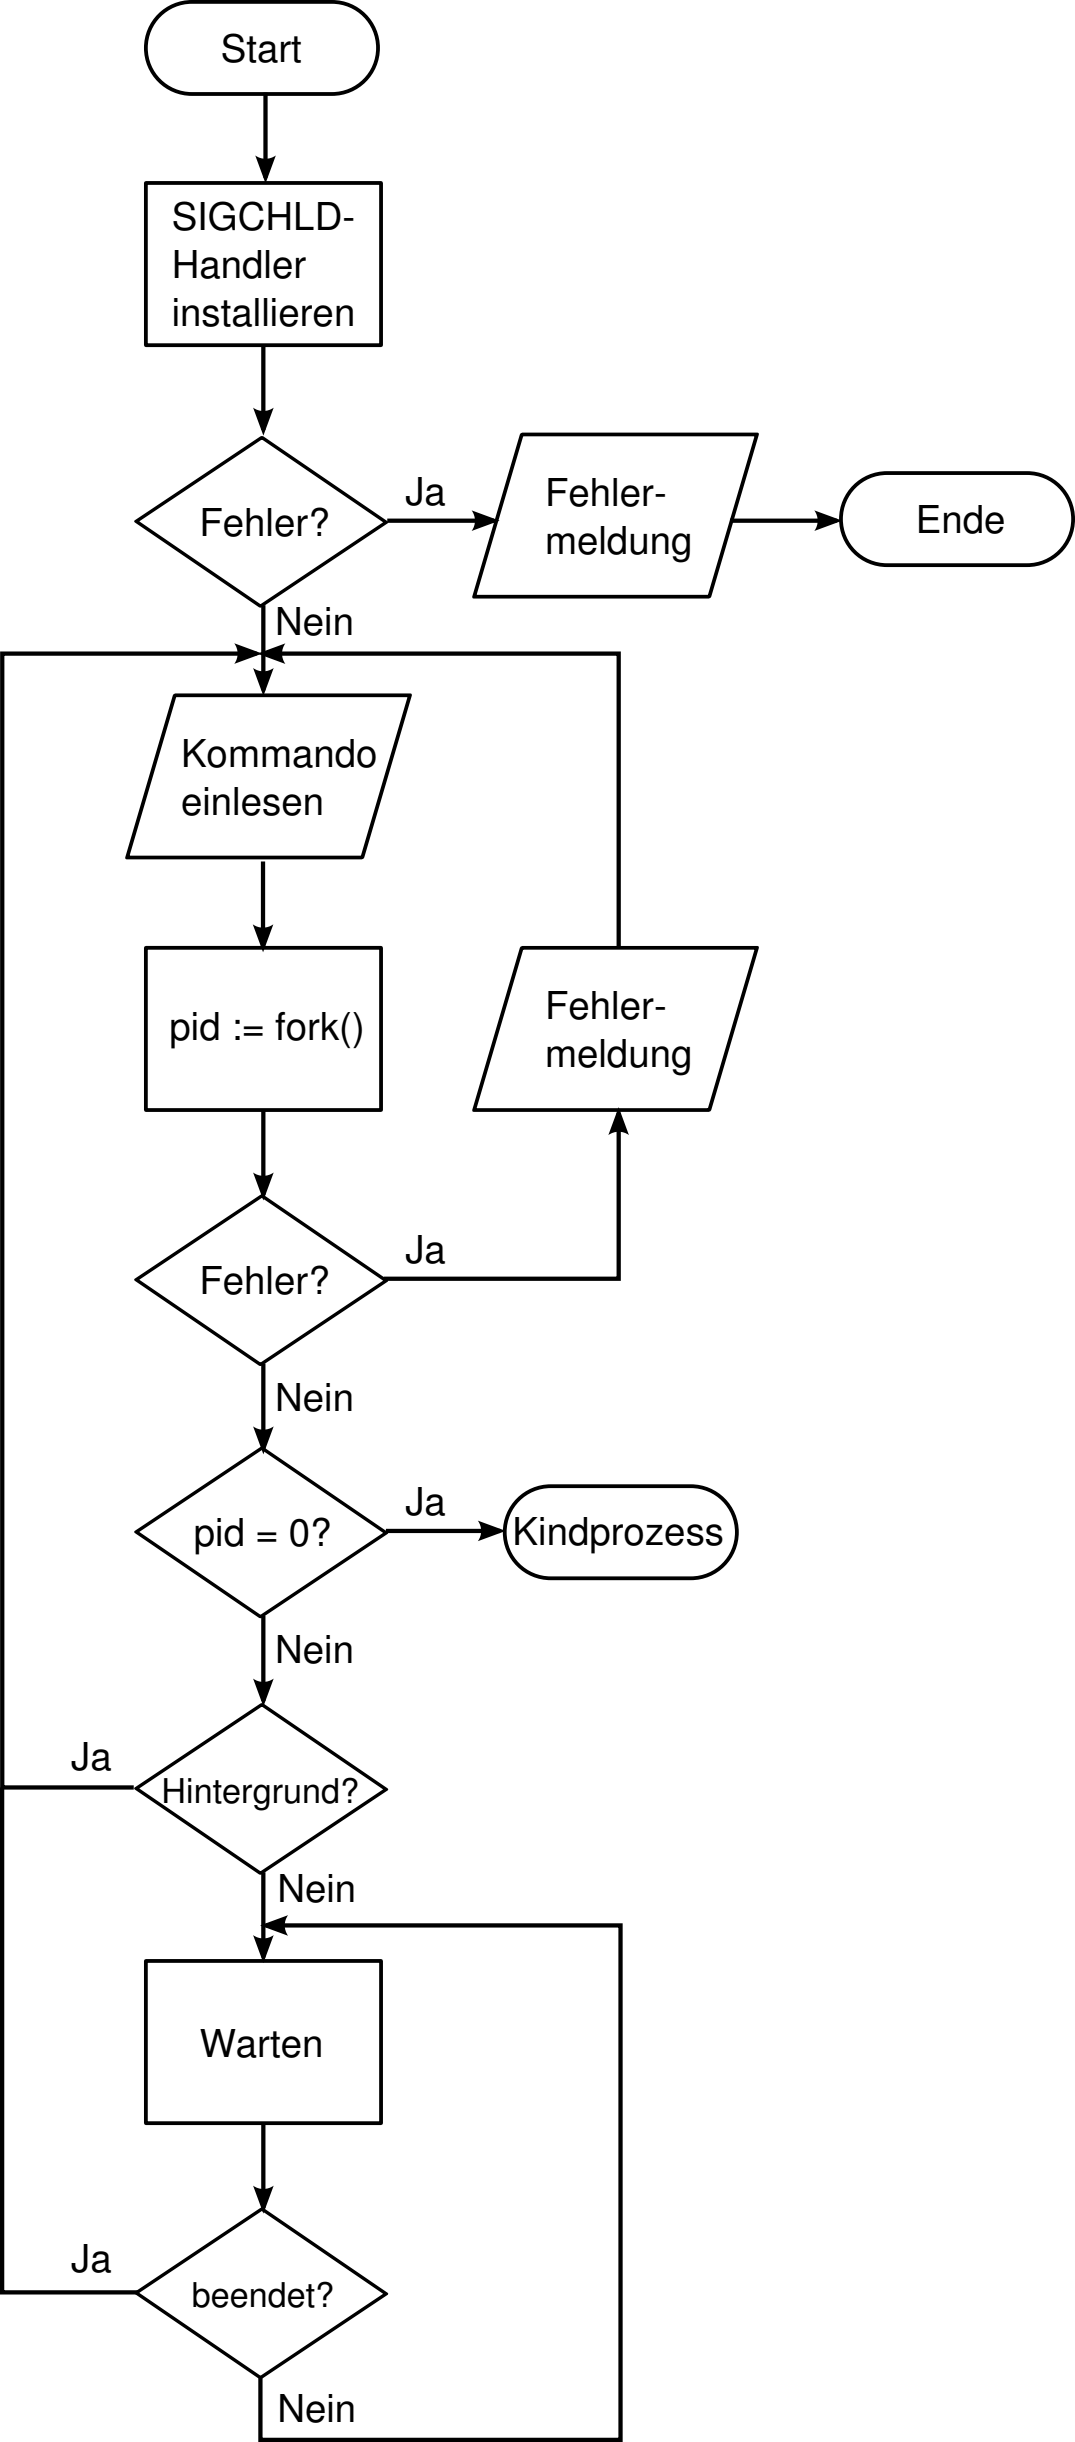 Start
SIGCHLD-
Handler
installieren
Fehler?
Ja
Fehler-
meldung
Ende
Nein
Kommando
einlesen
pid := fork()
Fehler-
meldung
Fehler?
Ja
Nein
pid = 0?
Ja
Kindprozess
Nein
Ja
Hintergrund?
Nein
Warten
Ja
beendet?
Nein